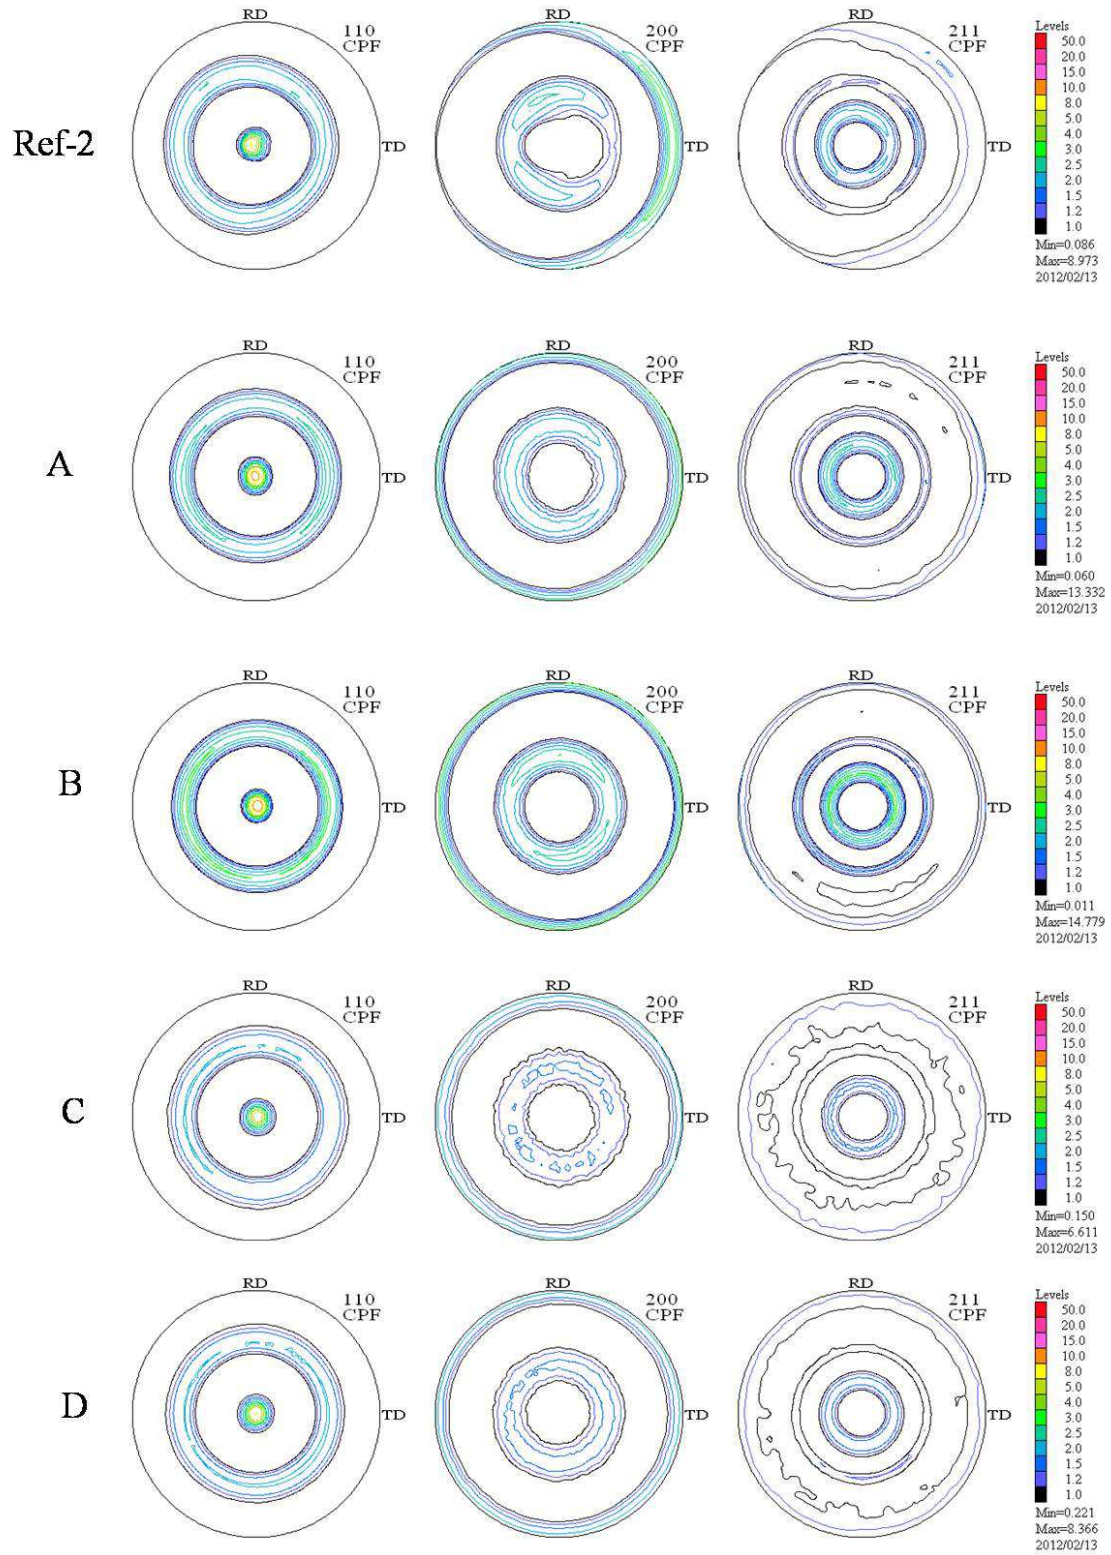 RD
110
CPF
TD
RD
200
CPF
TD
RD
211
CPF
TD
Ref-2
Levels
50.0
20.0
15.0
10.0
8.0
5.0
4.0
3.0
2.5
2.0
1.5
1.2
1.0
Min=0.086
Max=8.973
2012/02/13
RD
110
CPF
TD
RD
200
CPF
TD
RD
211
CPF
TD
A
Levels
50.0
20.0
15.0
10.0
8.0
5.0
4.0
3.0
2.5
2.0
1.5
1.2
1.0
Min=0.060
Max=13.332
2012/02/13
RD
110
CPF
TD
RD
200
CPF
TD
RD
211
CPF
TD
B
Levels
50.0
20.0
15.0
10.0
8.0
5.0
4.0
3.0
2.5
2.0
1.5
1.2
1.0
Min=0.011
Max=14.779
2012/02/13
RD
110
CPF
TD
RD
200
CPF
TD
RD
211
CPF
TD
C
Levels
50.0
20.0
15.0
10.0
8.0
5.0
4.0
3.0
2.5
2.0
1.5
1.2
1.0
Min=0.150
Max=6.611
2012/02/13
RD
110
CPF
TD
RD
200
CPF
TD
RD
211
CPF
TD
D
Levels
50.0
20.0
15.0
10.0
8.0
5.0
4.0
3.0
2.5
2.0
1.5
1.2
1.0
Min=0.221
Max=8.366
2012/02/13